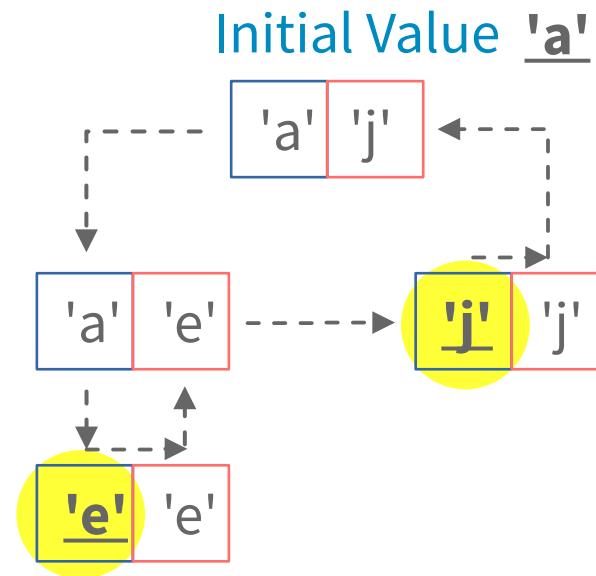 Initial Value 'a'
'a' 'j'
'a' 'e'
'j' 'j'
'e' 'e'